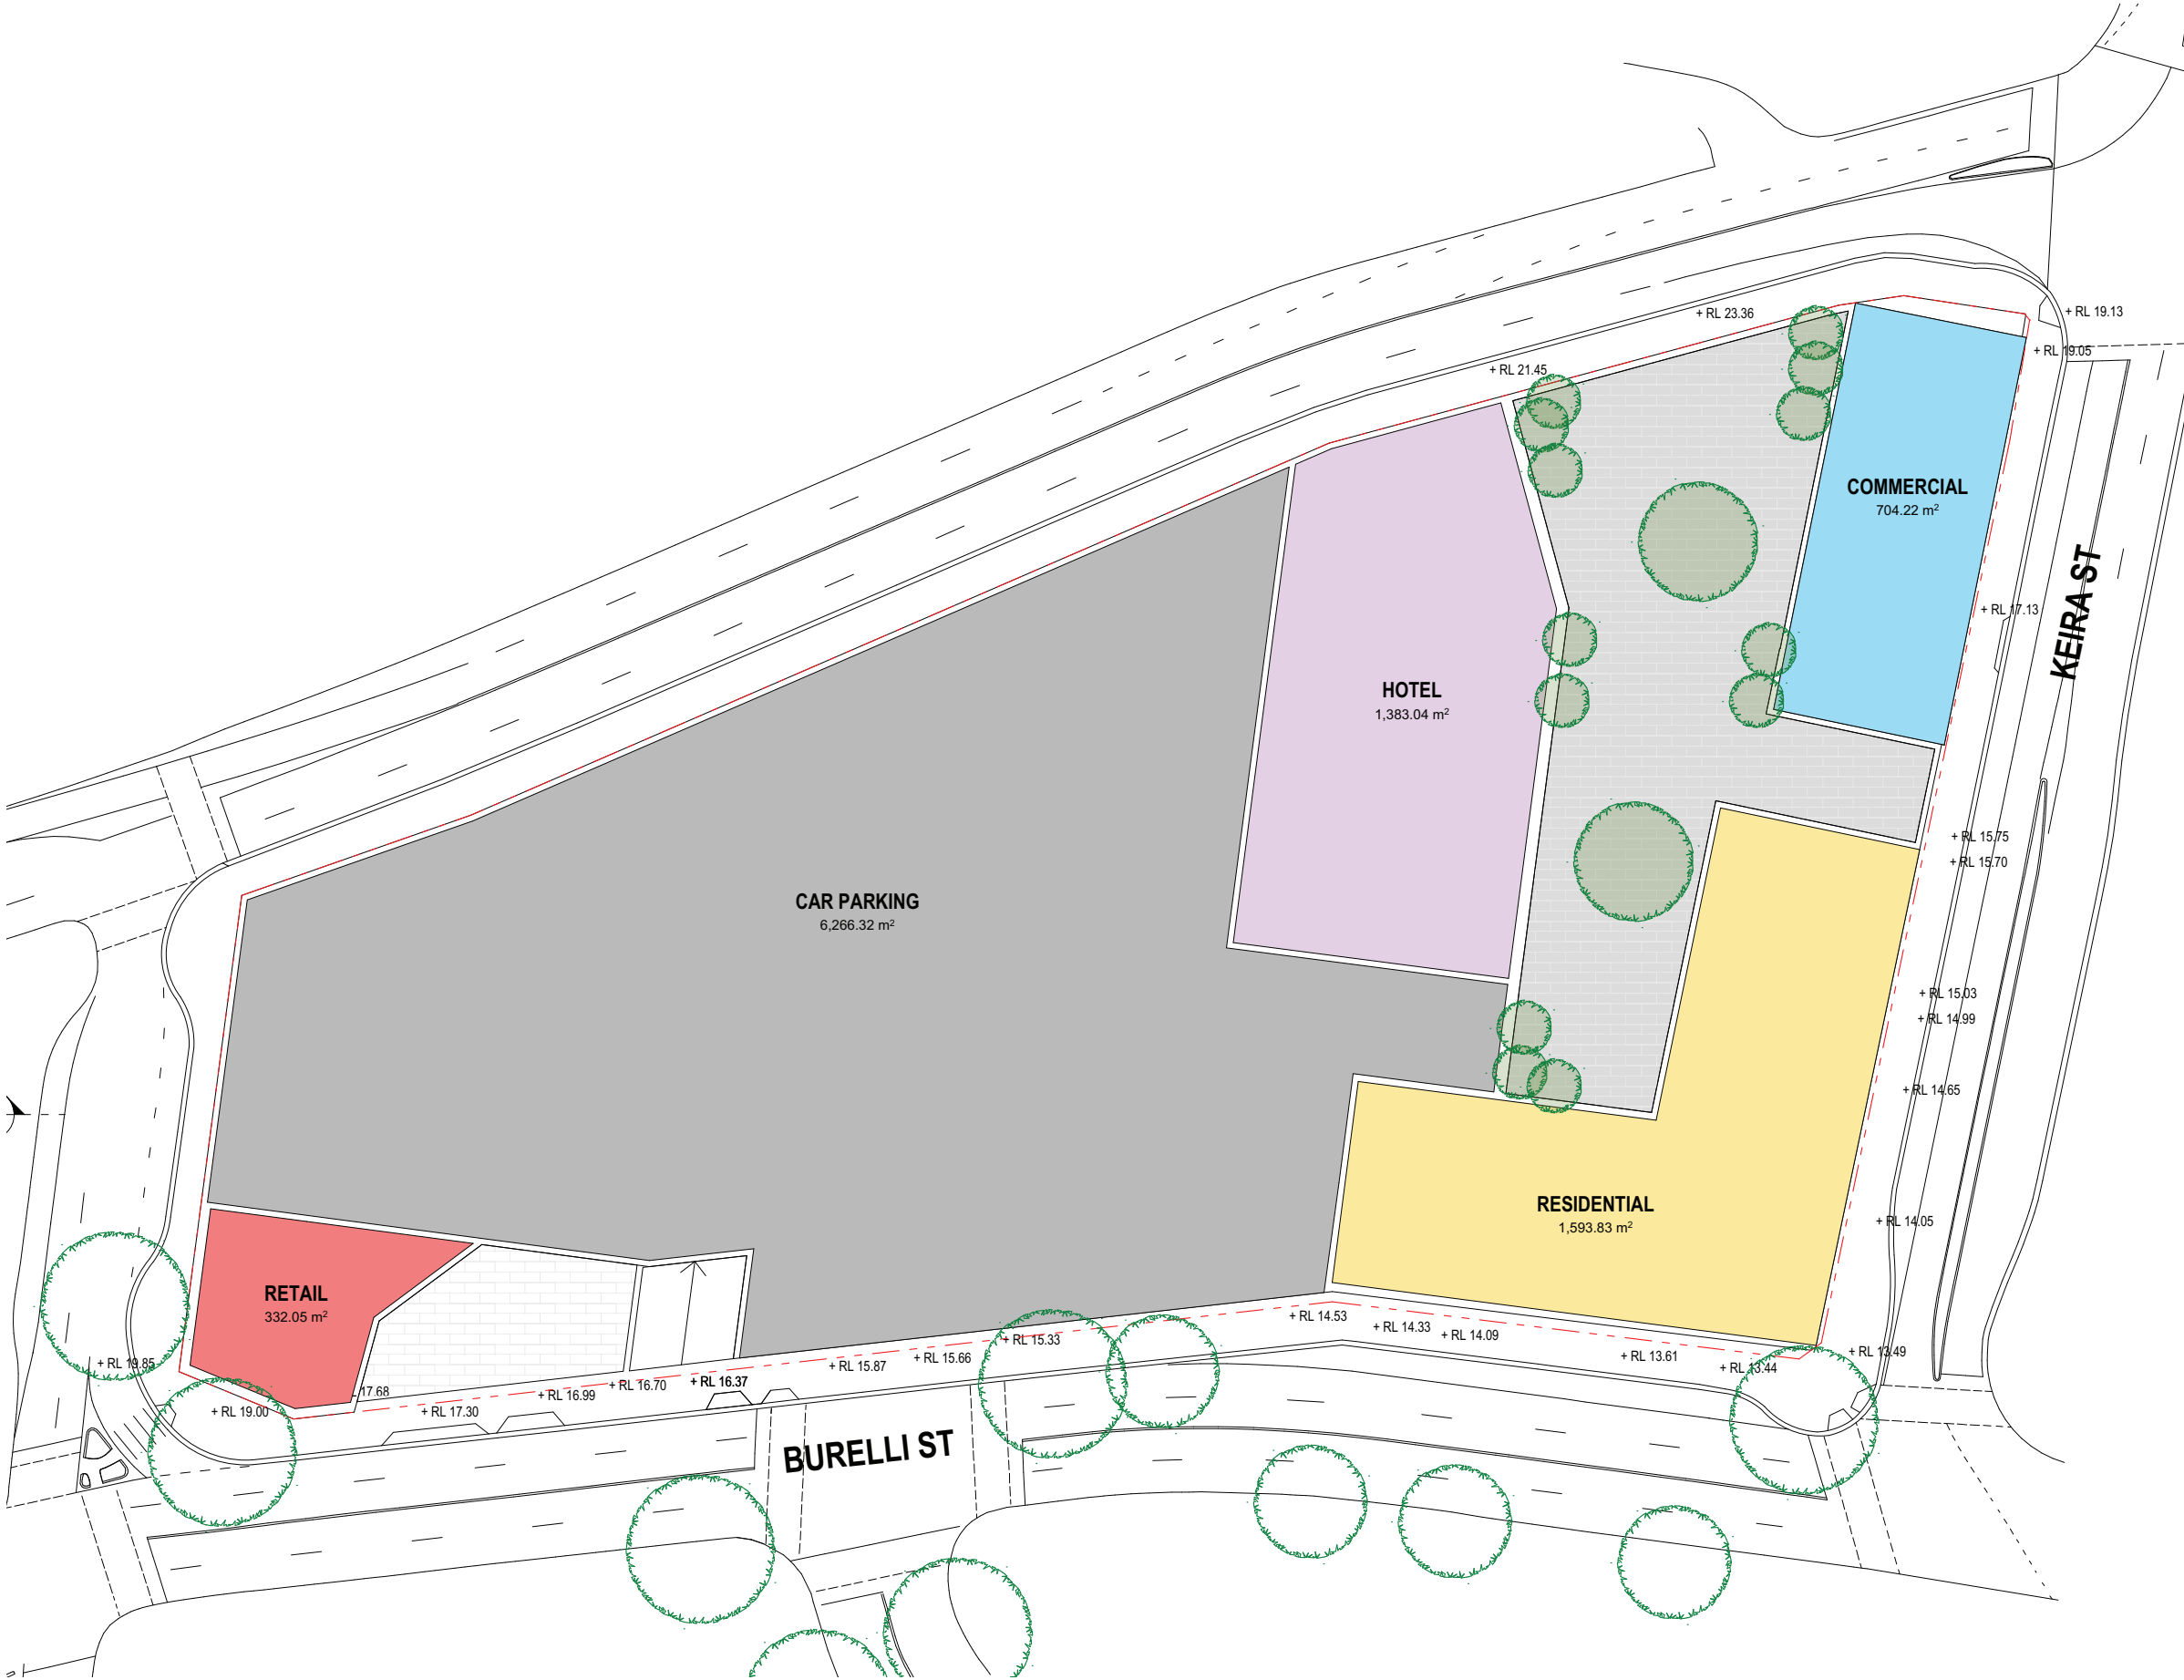 + RL 19.13
+ RL 23.36
+ RL 19.05
+ RL 21.45
COMMERCIAL
704.22 m²
KEIRA ST
+ RL 17.13
HOTEL
1,383.04 m²
+ RL 15.75
+ RL 15.70
CAR PARKING
6,266.32 m²
+ RL 15.03
+ RL 14.99
+ RL 14.65
RESIDENTIAL
1,593.83 m²
+ RL 14.05
RETAIL
332.05 m²
+ RL 14.53
+ RL 14.33
+ RL 14.09
+ RL 15.33
+ RL 13.49
+ RL 15.66
+ RL 13.61
+ RL 19.85
+ RL 15.87
+ RL 13.44
+ RL 16.37
+ RL 16.70
17.68
+ RL 16.99
+ RL 19.00
+ RL 17.30
BURELLI ST